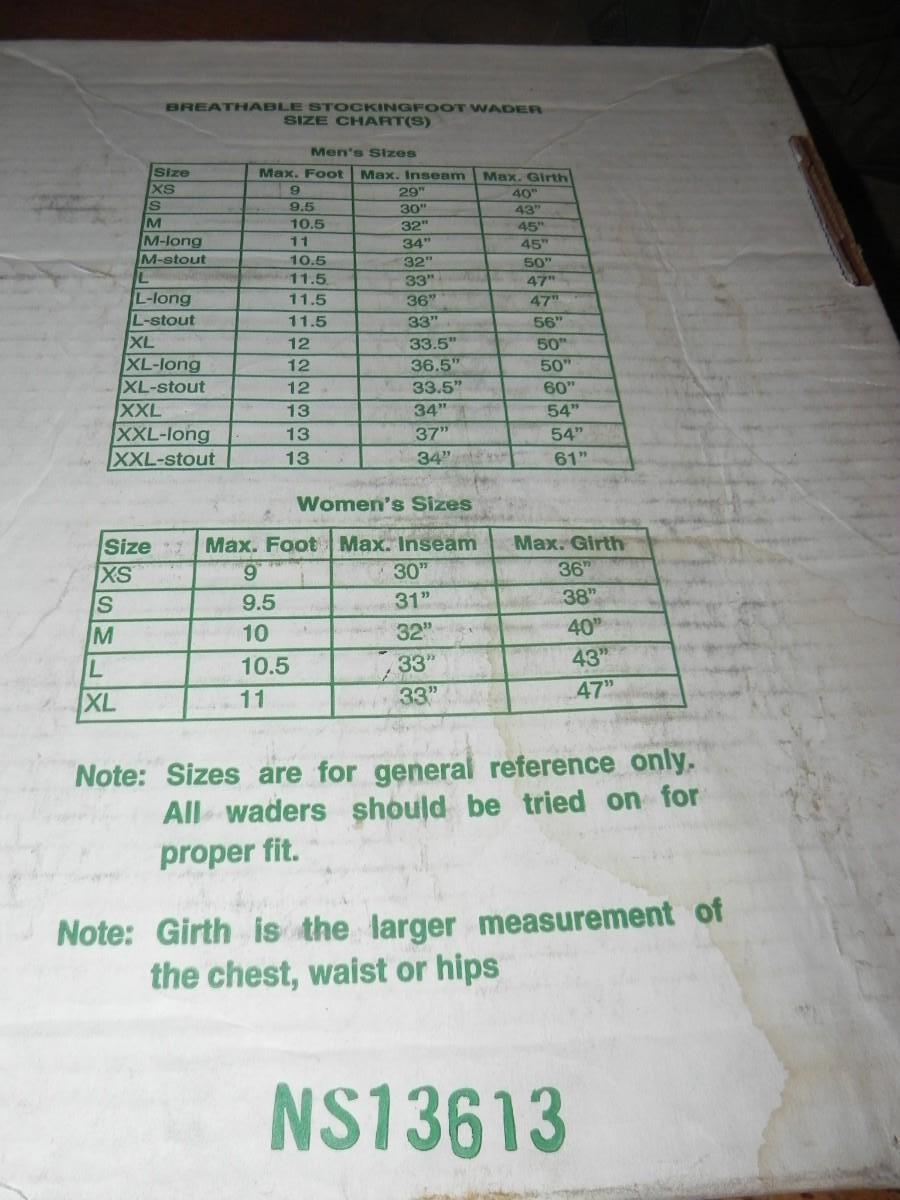 BREATHABLE STOCKINGFOOT WADER
SIZE CHART(S)
Men's Sizes
Size Max. Foot Max. Inseam Max. Girth
XS 9 29" 40"
S 9.5 30" 43"
M 10.5 32" 45"
M-long 11 34" 45"
M-stout 10.5 32" 50"
L 11.5 33" 47"
L-long 11.5 36" 47"
L-stout 11.5 33" 56"
XL 12 33.5" 50"
XL-long 12 36.5" 50"
XL-stout 12 33.5" 60"
XXL 13 34" 54"
XXL-long 13 37" 54"
XXL-stout 13 34" 61"
Women's Sizes
Size Max. Foot Max. Inseam Max. Girth
XS 9 30" 36"
S 9.5 31" 38"
M 10 32" 40"
L 10.5 33" 43"
XL 11 33" 47"
Note: Sizes are for general reference only.
All waders should be tried on for
proper fit.
Note: Girth is the larger measurement of
the chest, waist or hips
NS13613